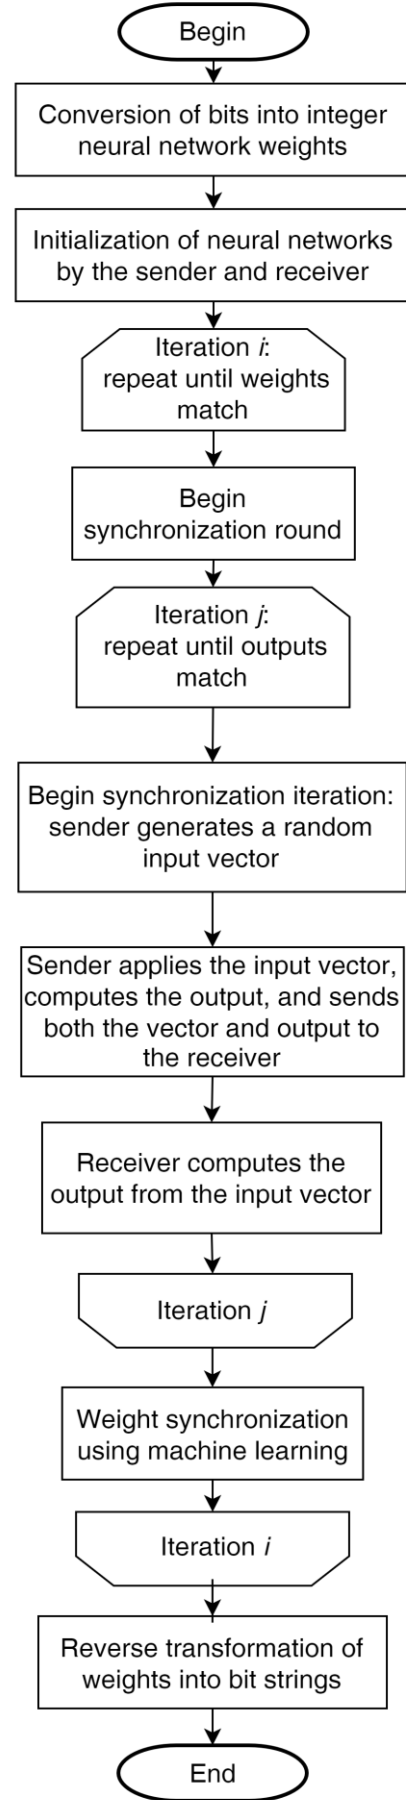 Begin
Conversion of bits into integer
neural network weights
Initialization of neural networks
by the sender and receiver
Iteration i:
repeat until weights
match
Begin
synchronization round
Iteration j:
repeat until outputs
match
Begin synchronization iteration:
sender generates a random
input vector
Sender applies the input vector,
computes the output, and sends
both the vector and output to
the receiver
Receiver computes the
output from the input vector
Iteration j
Weight synchronization
using machine learning
Iteration i
Reverse transformation of
weights into bit strings
End